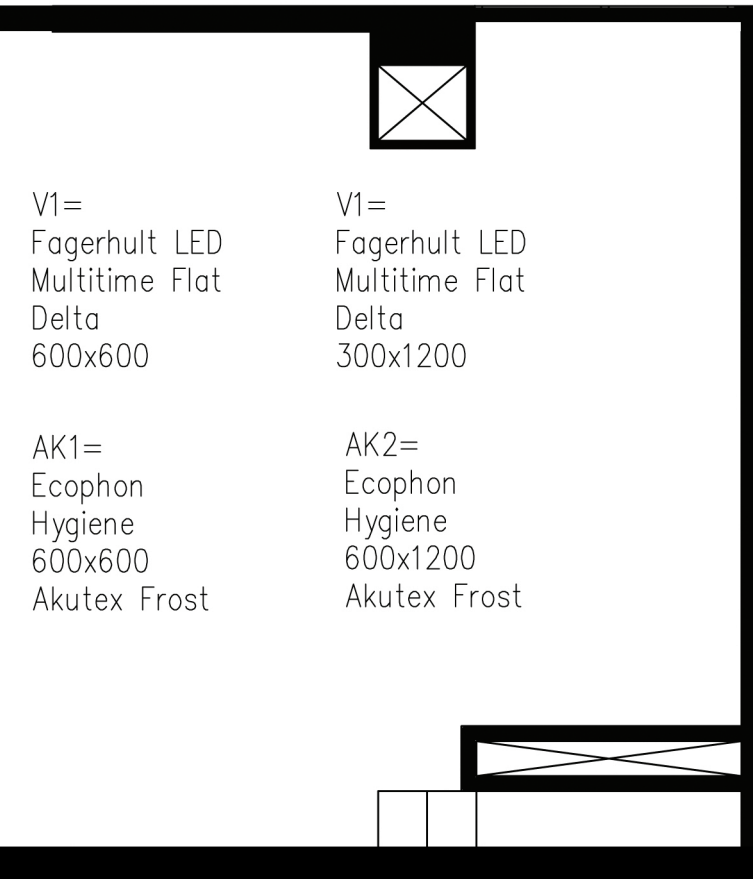 V1=
Fagerhult LED
Multitime Flat
Delta
600x600
V1=
Fagerhult LED
Multitime Flat
Delta
300x1200
AK1=
Ecophon
Hygiene
600x600
Akutex Frost
AK2=
Ecophon
Hygiene
600x1200
Akutex Frost